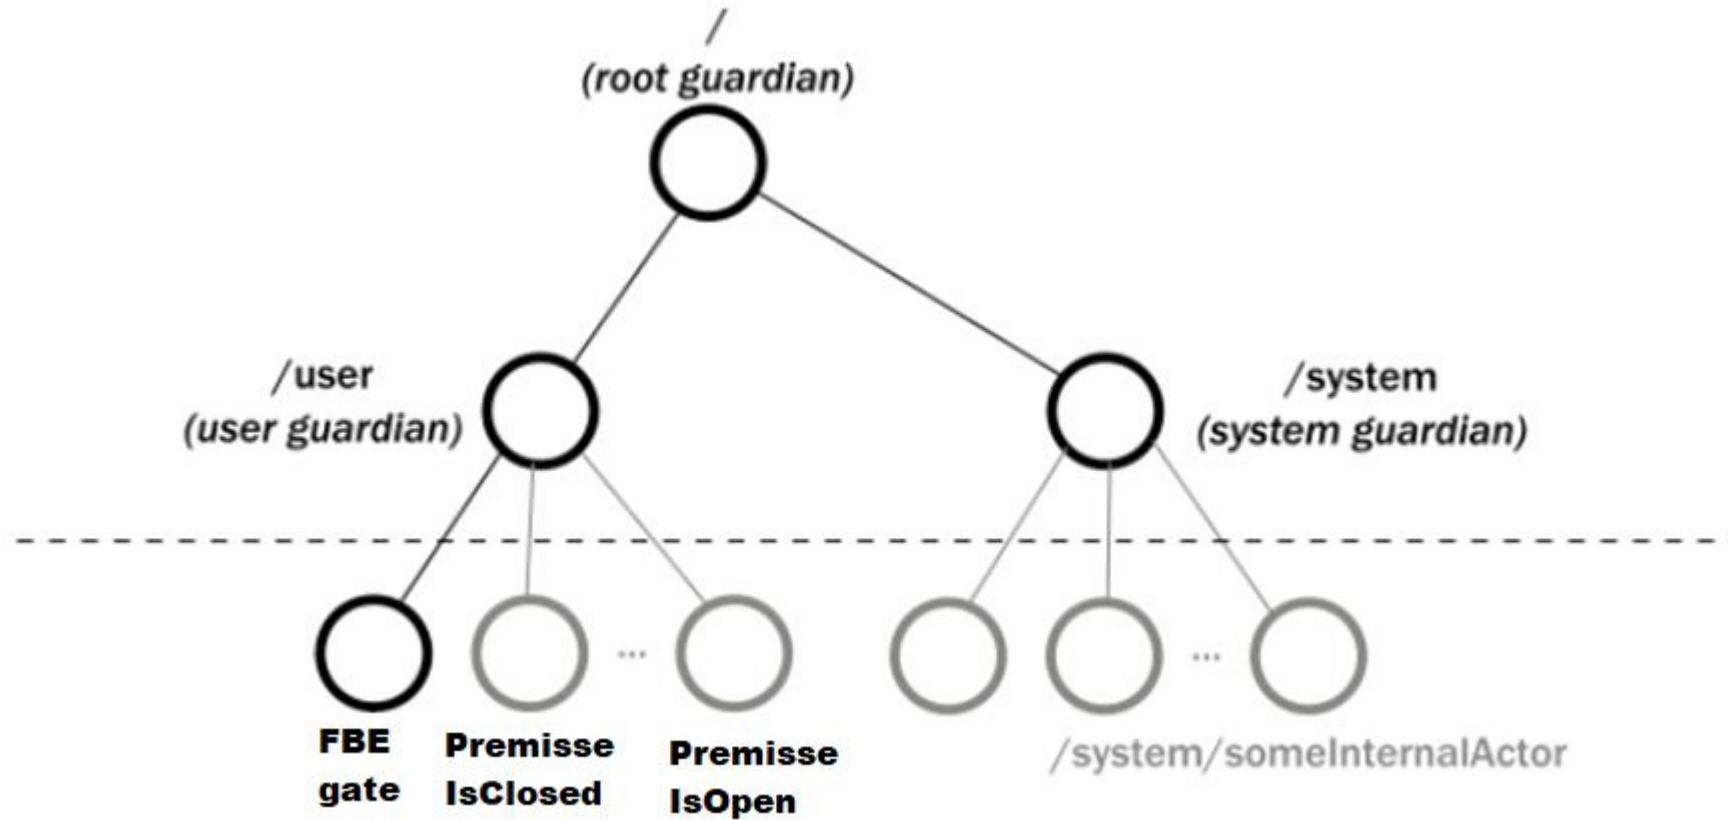 /
(root guardian)
/user
(user guardian)
/system
(system guardian)
...
...
FBE
gate
Premisse
IsClosed
Premisse
IsOpen
/system/someInternalActor